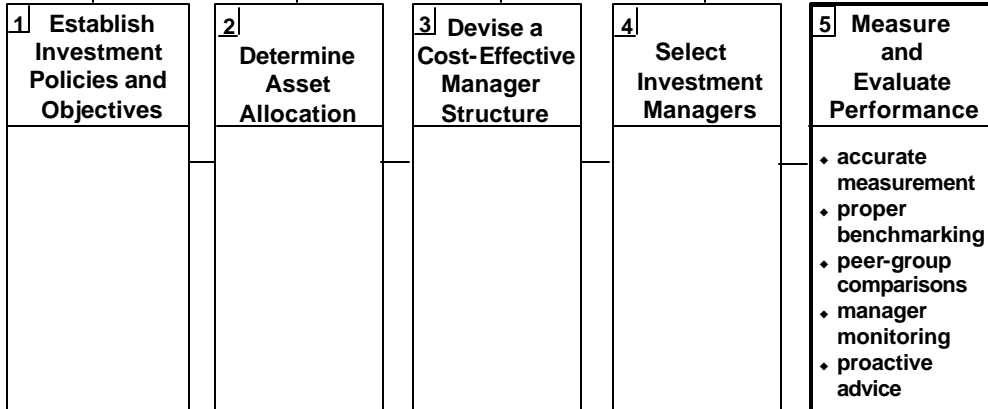 1 Establish
Investment
Policies and
Objectives
2
Determine
Asset
Allocation
3 Devise a
Cost-Effective
Manager
Structure
4
Select
Investment
Managers
5 Measure
and
Evaluate
Performance
◆ accurate
measurement
◆ proper
benchmarking
◆ peer-group
comparisons
◆ manager
monitoring
◆ proactive
advice